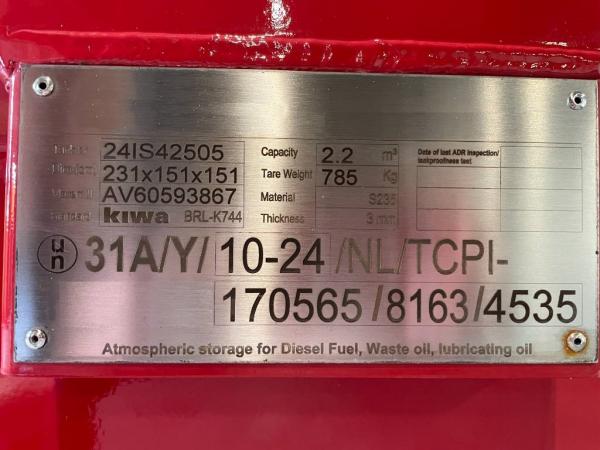 24IS42505
231x151x151
AV60593867
Standard kiwa BRL-K744
Capacity 2.2 m³
Tare Weight 785 Kg
Material S235
Thickness 3 mm
Date of last ADR inspection/
leakproofness test
un 31A/Y/ 10-24 /NL/TCPI-
170565/8163/4535
Atmospheric storage for Diesel Fuel, Waste oil, lubricating oil